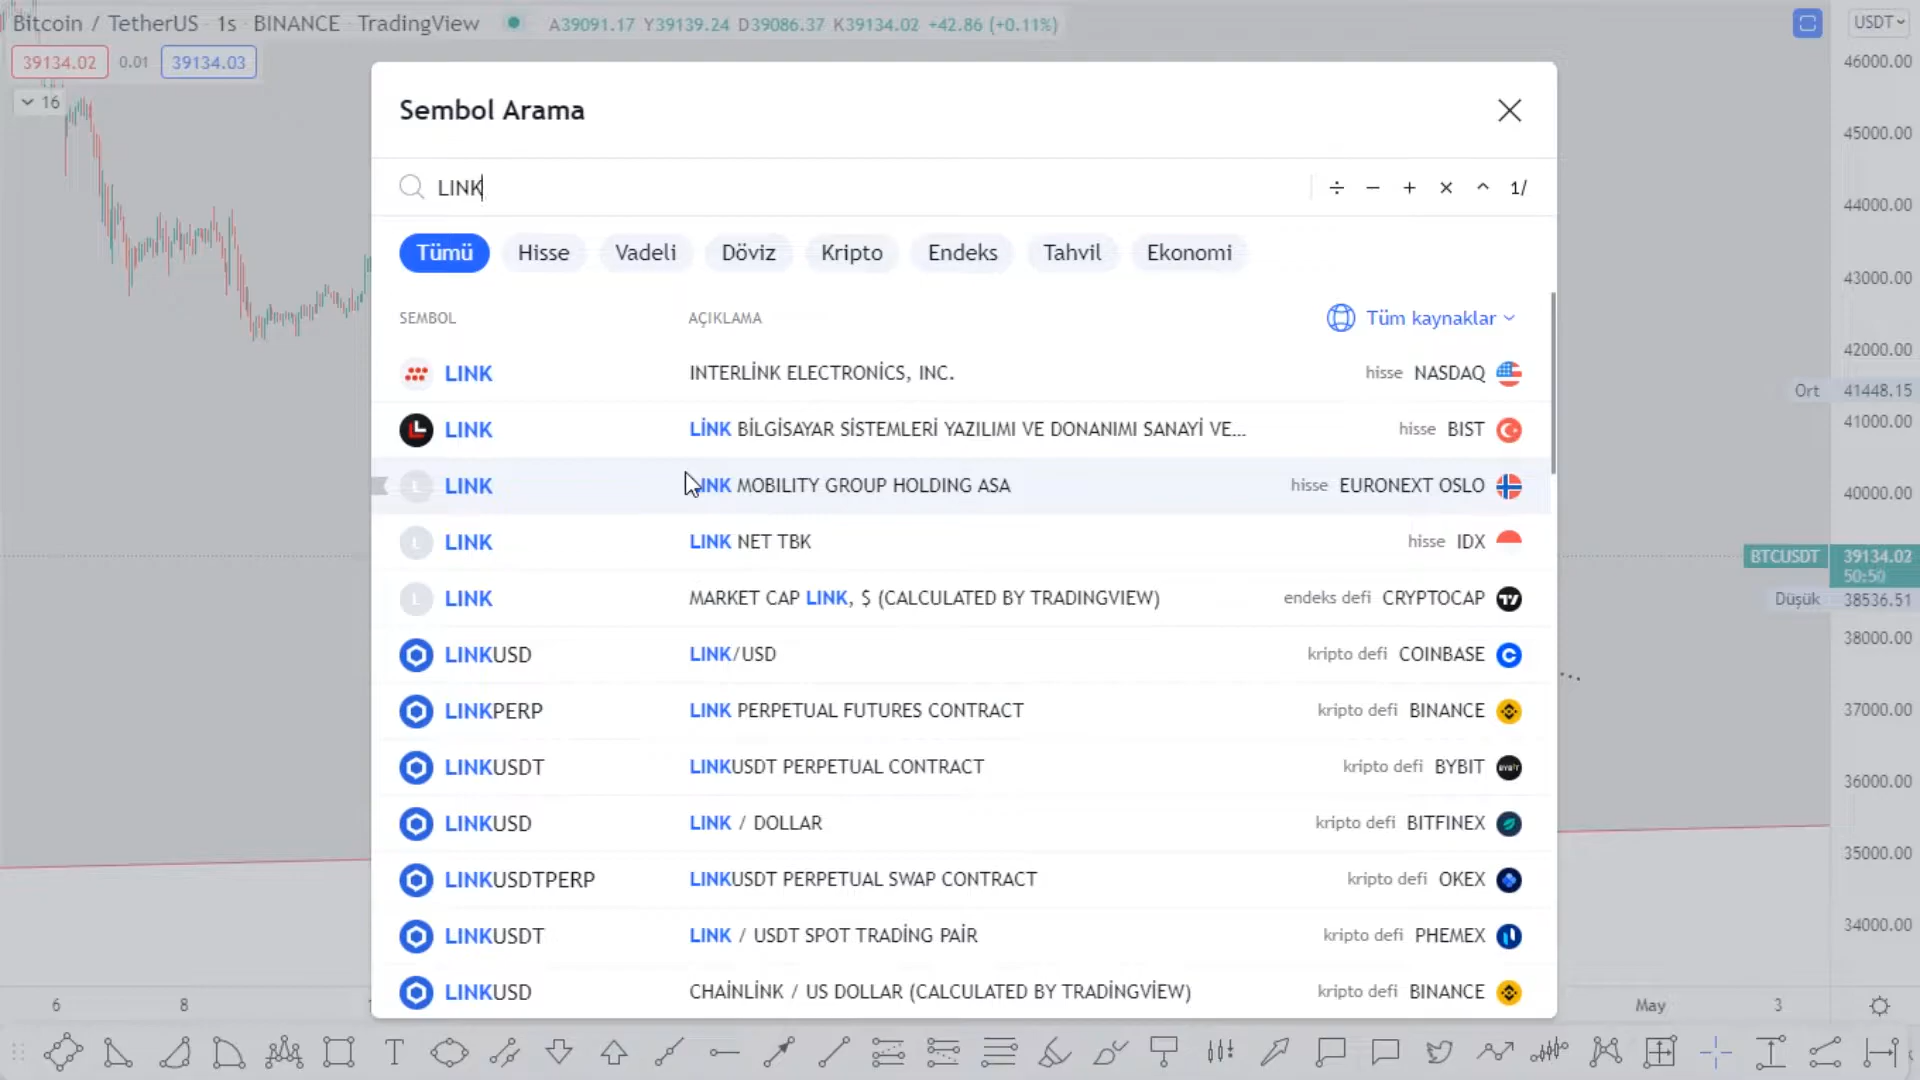 Bitcoin / TetherUS · 1s · BINANCE · TradingView A39091.17 Y39139.24 D39086.37 K39134.02 +42.86 (+0.11%)
USDT
39134.02 0.01 39134.03
16
Sembol Arama
LINK
÷ − + × ^ 1/
Tümü Hisse Vadeli Döviz Kripto Endeks Tahvil Ekonomi
SEMBOL AÇIKLAMA Tüm kaynaklar
LINK INTERLİNK ELECTRONİCS, INC. hisse NASDAQ
LINK LİNK BİLGİSAYAR SİSTEMLERİ YAZILIMI VE DONANIMI SANAYİ VE... hisse BIST
LINK LINK MOBILITY GROUP HOLDING ASA hisse EURONEXT OSLO
LINK LINK NET TBK hisse IDX
LINK MARKET CAP LINK, $ (CALCULATED BY TRADINGVIEW) endeks defi CRYPTOCAP
LINKUSD LINK/USD kripto defi COINBASE
LINKPERP LINK PERPETUAL FUTURES CONTRACT kripto defi BINANCE
LINKUSDT LINKUSDT PERPETUAL CONTRACT kripto defi BYBIT
LINKUSD LINK / DOLLAR kripto defi BITFINEX
LINKUSDTPERP LINKUSDT PERPETUAL SWAP CONTRACT kripto defi OKEX
LINKUSDT LINK / USDT SPOT TRADİNG PAİR kripto defi PHEMEX
LINKUSD CHAİNLİNK / US DOLLAR (CALCULATED BY TRADİNGVİEW) kripto defi BINANCE
46000.00
45000.00
44000.00
43000.00
42000.00
Ort 41448.15
41000.00
40000.00
BTCUSDT 39134.02
50:50
Düşük 38536.51
38000.00
37000.00
36000.00
35000.00
34000.00
6 8 May 3